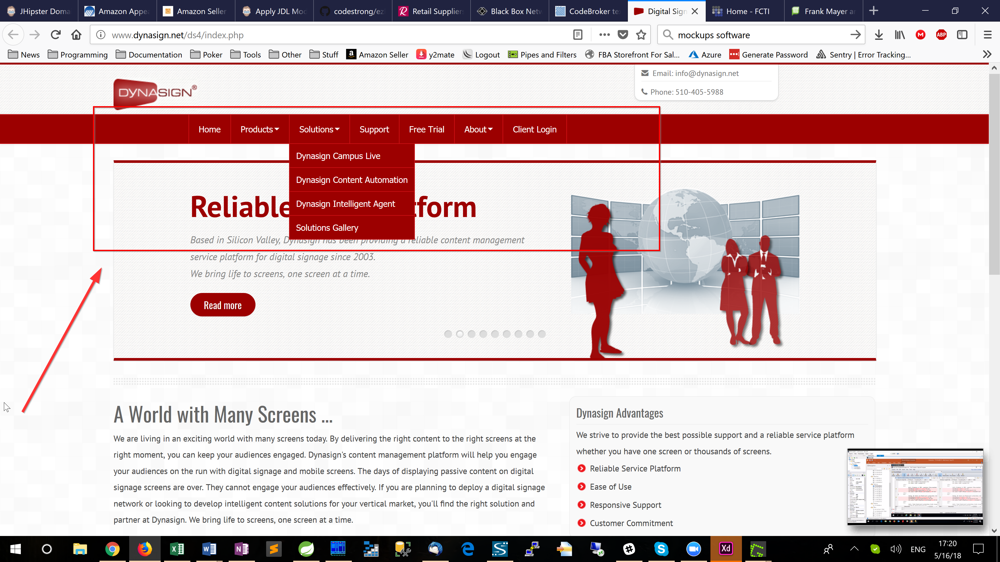 JHipster Doma
Amazon Appea
Amazon Seller
Apply JDL Mod
codestrong/ezi
Retail Suppliers
Black Box Netw
CodeBroker te
Digital Sign
Home - FCTI
Frank Mayer an
www.dynasign.net/ds4/index.php
mockups software
ABP
News
Programming
Documentation
Poker
Tools
Other
Stuff
Amazon Seller
y2mate
Logout
Pipes and Filters
FBA Storefront For Sal...
Azure
Generate Password
Sentry | Error Tracking...
DYNASIGN®
Email: info@dynasign.net
Phone: 510-405-5988
Home
Products
Solutions
Support
Free Trial
About
Client Login
Dynasign Campus Live
Dynasign Content Automation
Dynasign Intelligent Agent
Solutions Gallery
Reliable tform
Based in Silicon Valley, Dynasign has been providing a reliable content management
service platform for digital signage since 2003.
We bring life to screens, one screen at a time.
Read more
A World with Many Screens ...
We are living in an exciting world with many screens today. By delivering the right content to the right screens at the
right moment, you can keep your audiences engaged. Dynasign's content management platform will help you engage
your audiences on the run with digital signage and mobile screens. The days of displaying passive content on digital
signage screens are over. They cannot engage your audiences effectively. If you are planning to deploy a digital signage
network or looking to develop intelligent content solutions for your vertical market, you'll find the right solution and
partner at Dynasign. We bring life to screens, one screen at a time.
Dynasign Advantages
We strive to provide the best possible support and a reliable service platform
whether you have one screen or thousands of screens.
Reliable Service Platform
Ease of Use
Responsive Support
Customer Commitment
Xd
ENG
17:20
5/16/18